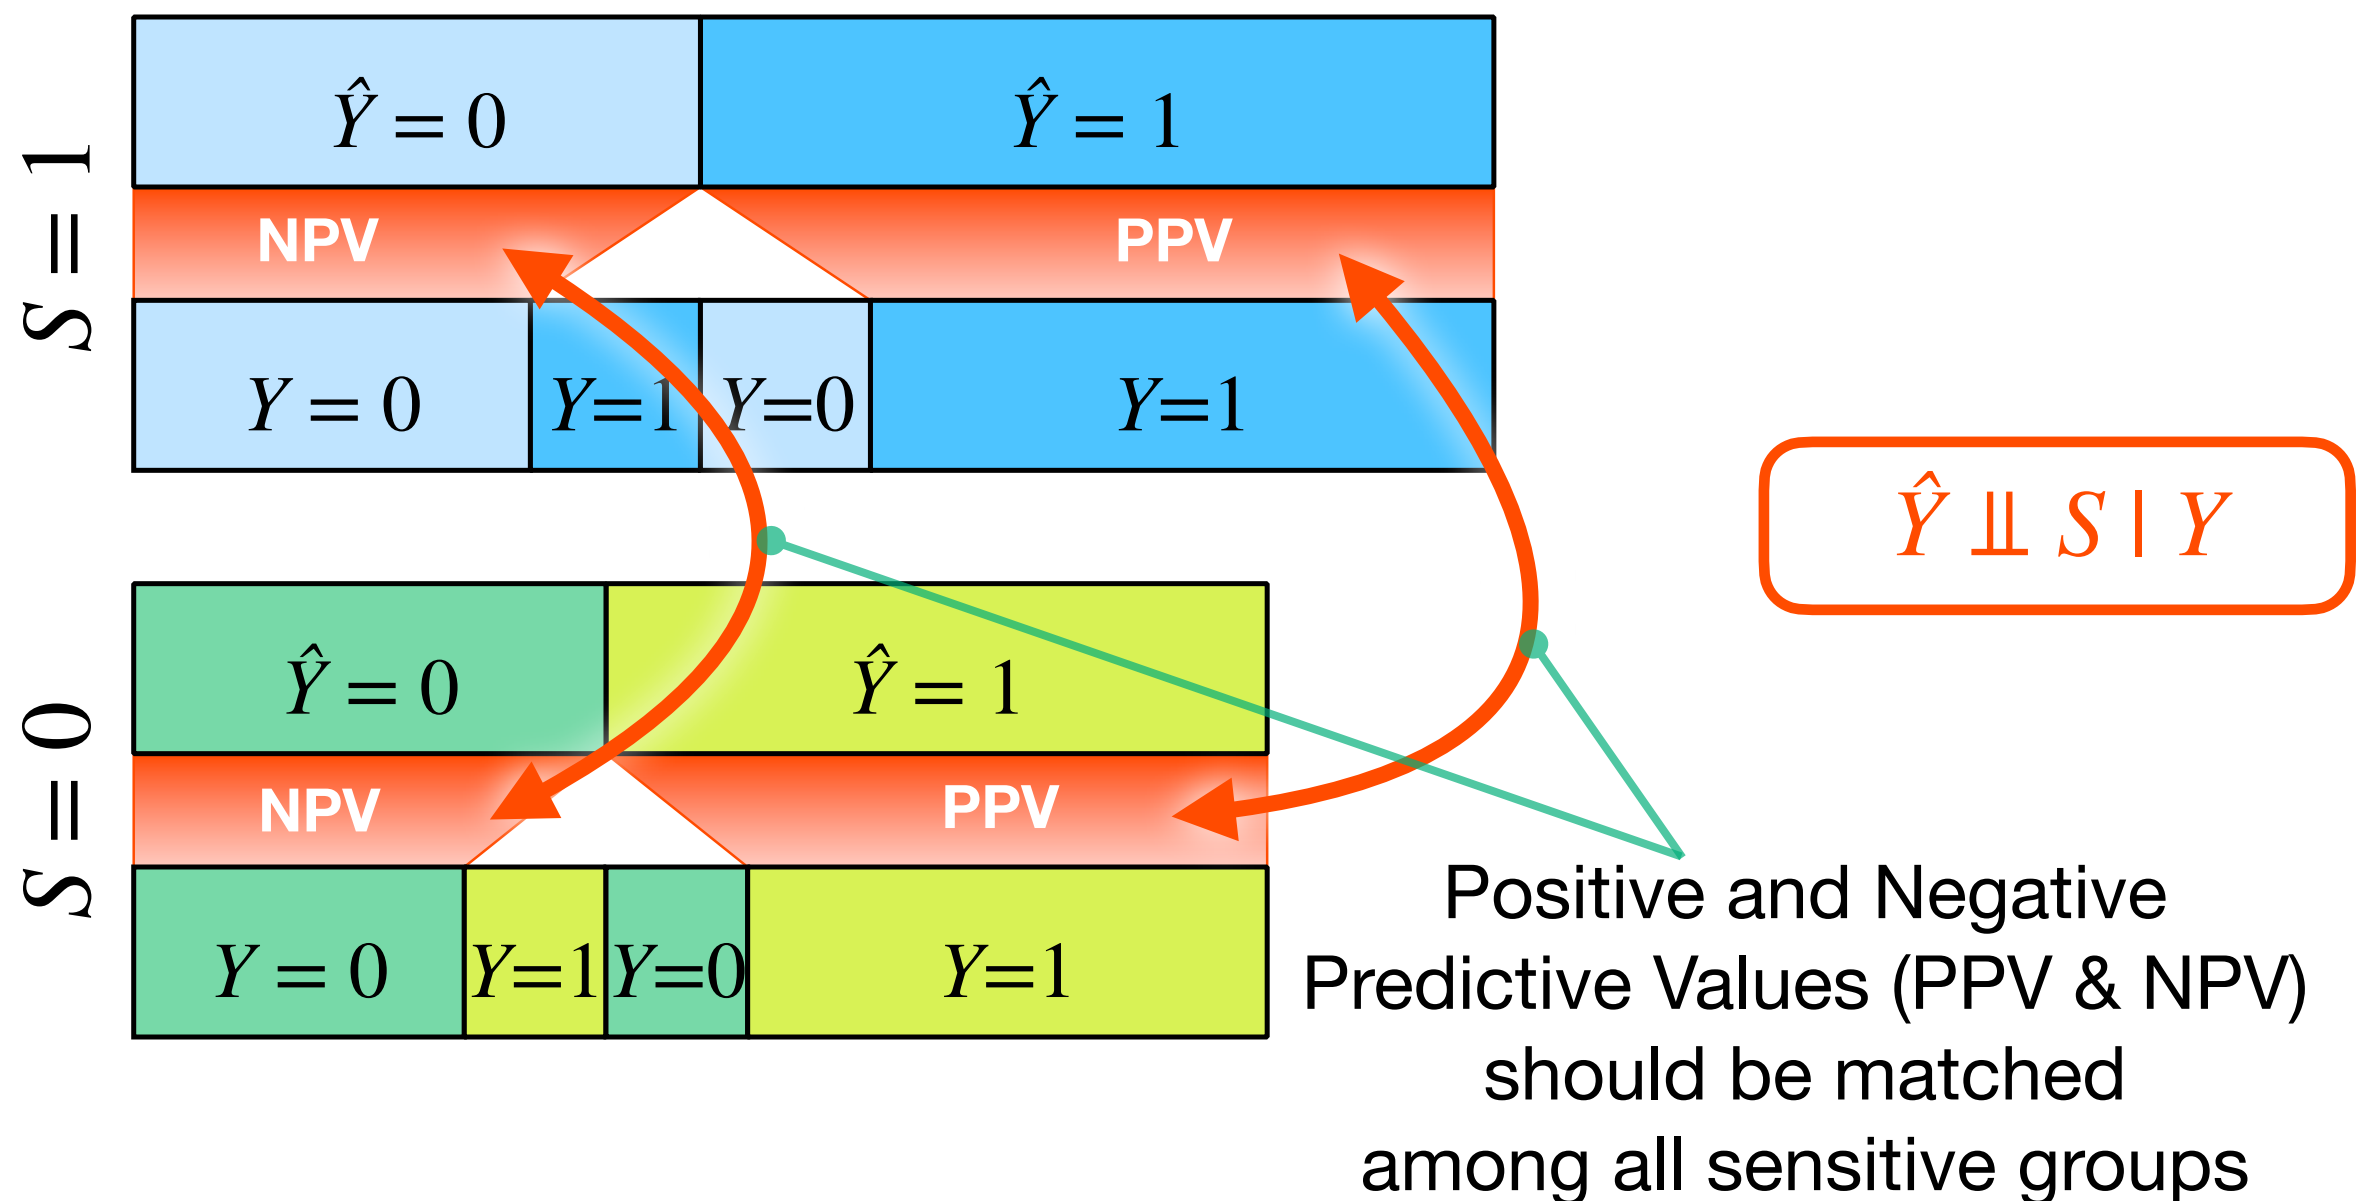 S = 1
Ŷ = 0
Ŷ = 1
NPV
PPV
Y = 0
Y=1
Y=0
Y=1
Ŷ ⫫ S | Y
S = 0
Ŷ = 0
Ŷ = 1
NPV
PPV
Y = 0
Y=1
Y=0
Y=1
Positive and Negative
Predictive Values (PPV & NPV)
should be matched
among all sensitive groups